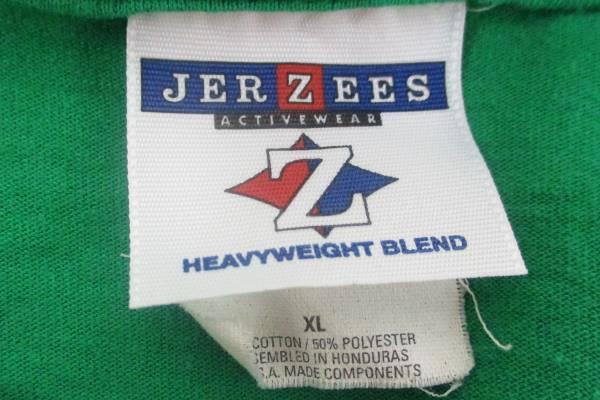 JERZEES
ACTIVEWEAR
Z
HEAVYWEIGHT BLEND
XL
COTTON / 50% POLYESTER
SEMBLED IN HONDURAS
.A. MADE COMPONENTS